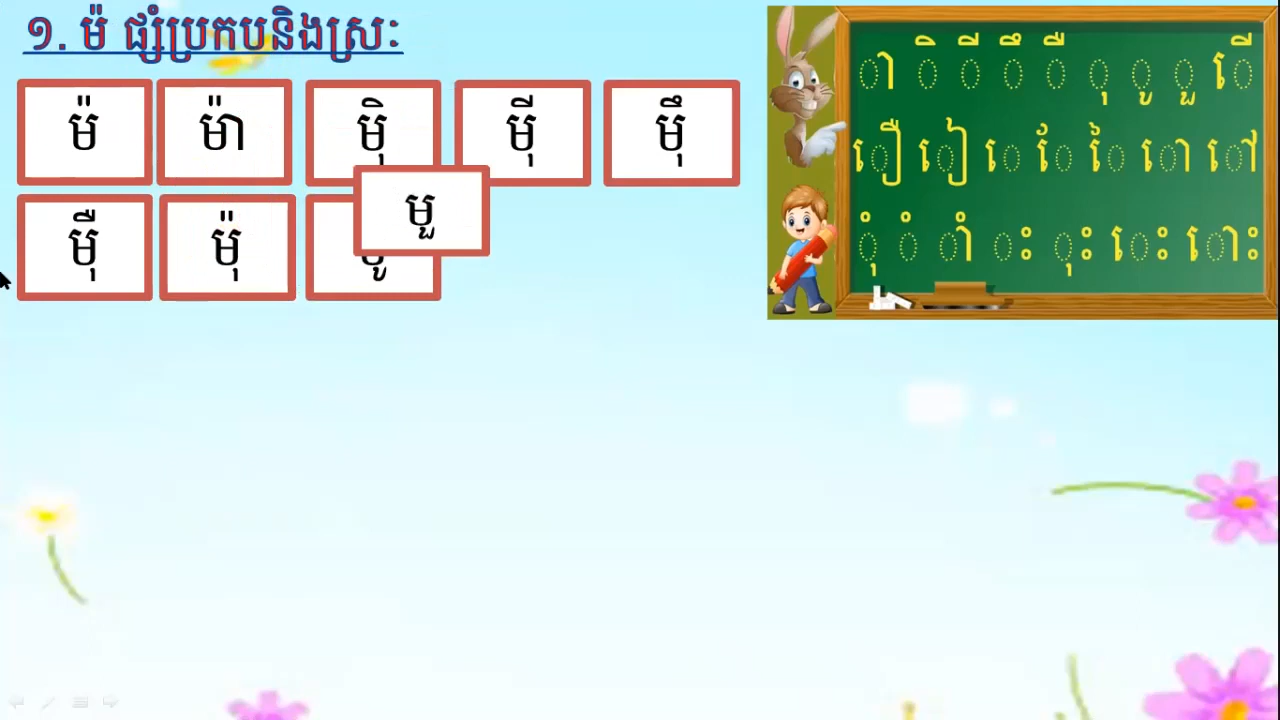 ១. ម៉ ផ្សំប្រកបនិងស្រៈ
ម៉ ម៉ា ម៉ិ ម៉ី ម៉ឹ
ម៉ឺ ម៉ុ មូ មួ
◌ា ◌ិ ◌ី ◌ឹ ◌ឺ ◌ុ ◌ូ ◌ួ ◌ើ
◌ឿ ◌ៀ ◌េ ◌ែ ◌ៃ ◌ោ ◌ៅ
◌ុំ ◌ំ ◌ាំ ◌ះ ◌ុះ ◌េះ ◌ោះ